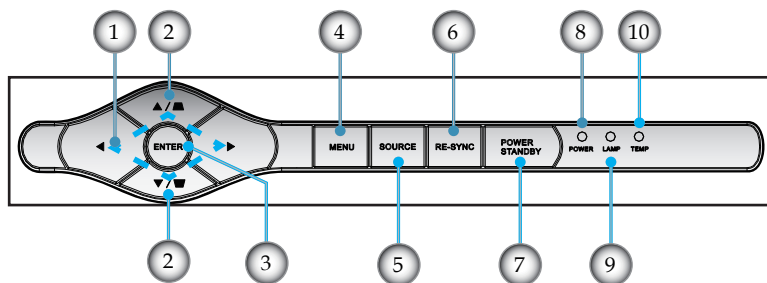 1 2 4 6 8 10
▲/
◀ ENTER ▶
▼/
MENU SOURCE RE-SYNC POWER STANDBY
POWER LAMP TEMP
2 3 5 7 9